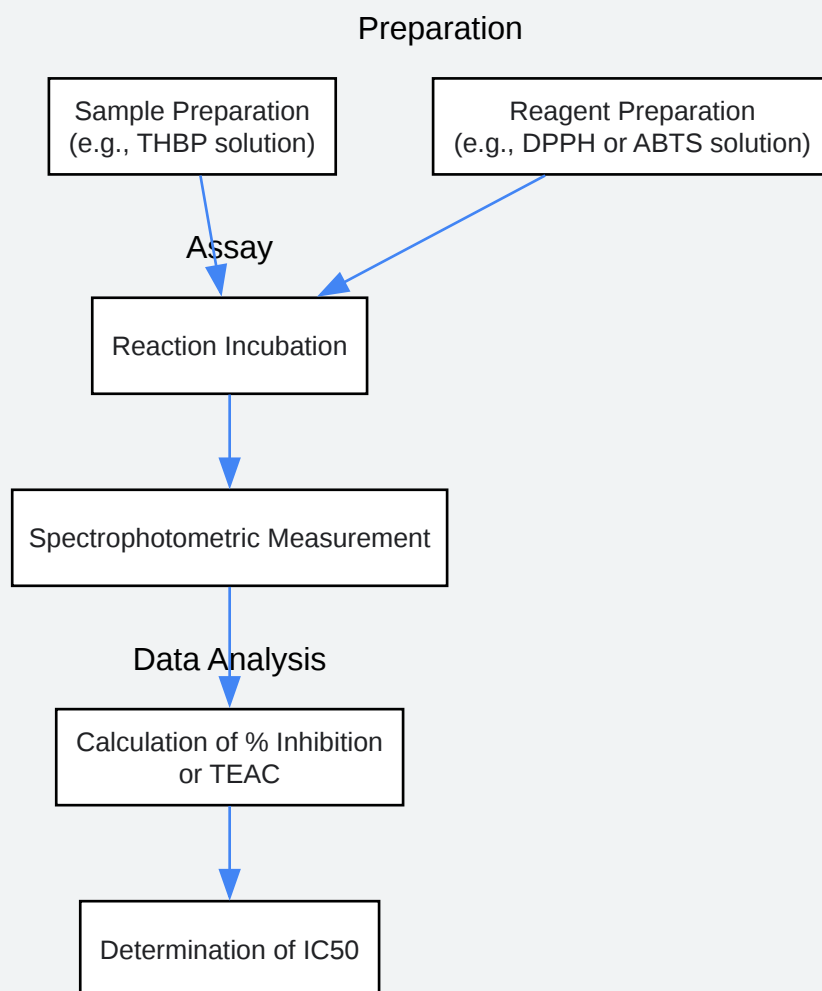 Preparation
Sample Preparation
(e.g., THBP solution)
Reagent Preparation
(e.g., DPPH or ABTS solution)
Assay
Reaction Incubation
Spectrophotometric Measurement
Data Analysis
Calculation of % Inhibition
or TEAC
Determination of IC50